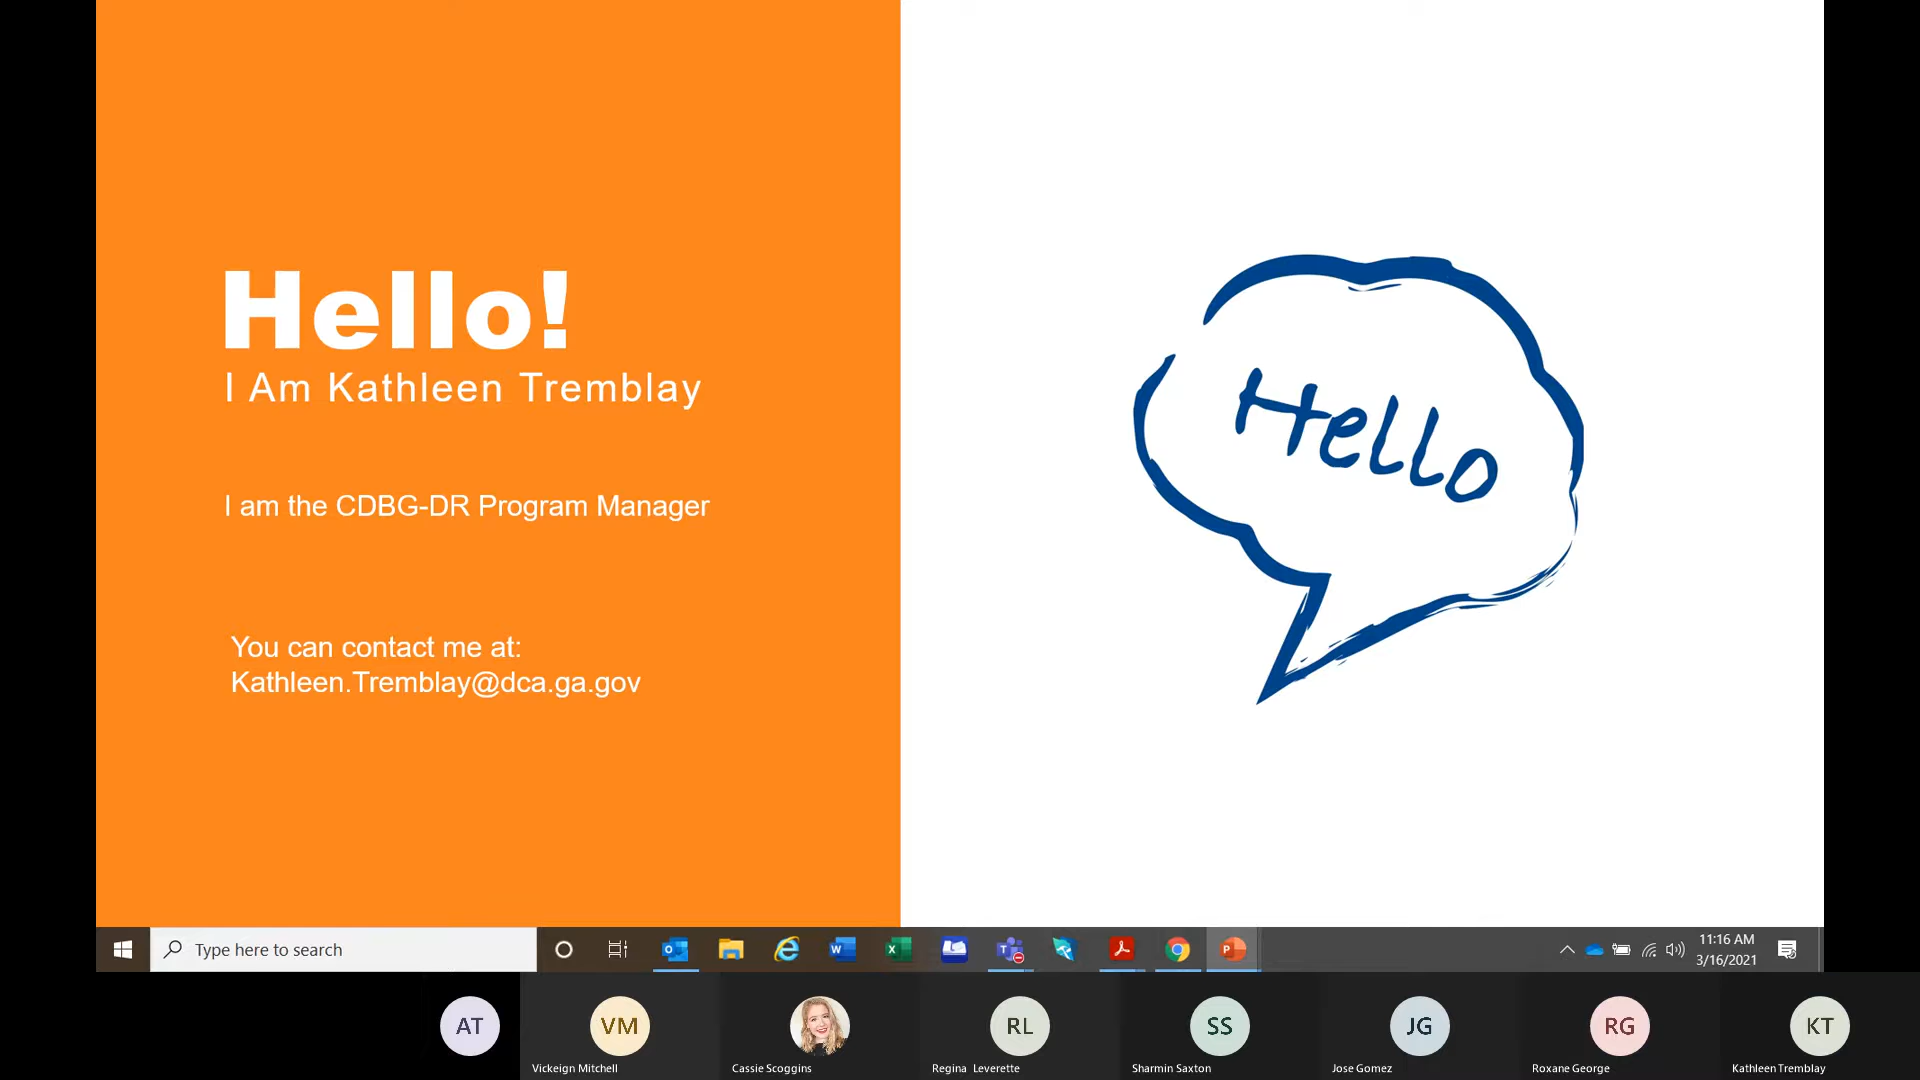 Hello!
I Am Kathleen Tremblay
I am the CDBG-DR Program Manager
You can contact me at:
Kathleen.Tremblay@dca.ga.gov
Hello
Type here to search
11:16 AM
3/16/2021
AT
VM
RL
SS
JG
RG
KT
Vickeign Mitchell
Cassie Scoggins
Regina Leverette
Sharmin Saxton
Jose Gomez
Roxane George
Kathleen Tremblay